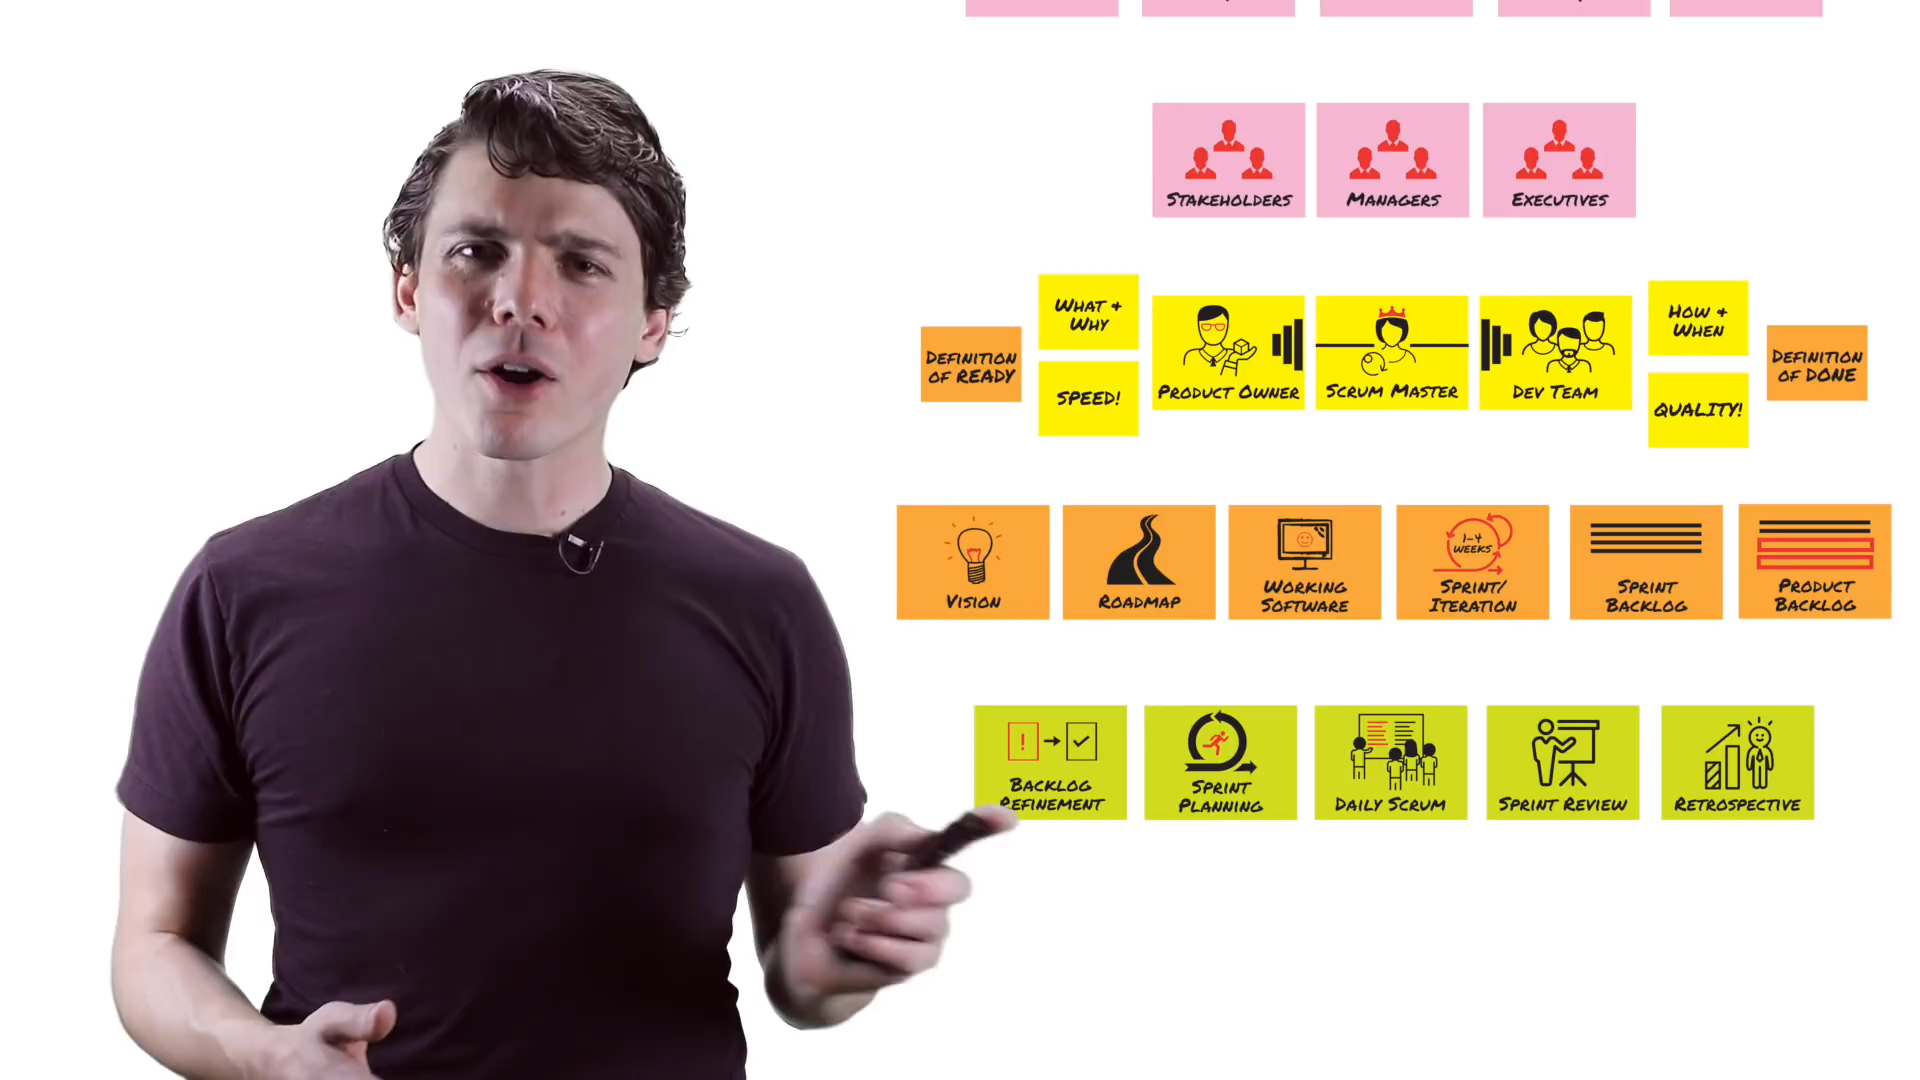 STAKEHOLDERS
MANAGERS
EXECUTIVES
WHAT +
WHY
SPEED!
DEFINITION
OF READY
PRODUCT OWNER
SCRUM MASTER
DEV TEAM
HOW +
WHEN
QUALITY!
DEFINITION
OF DONE
VISION
ROADMAP
WORKING
SOFTWARE
1-4
WEEKS
SPRINT/
ITERATION
SPRINT
BACKLOG
PRODUCT
BACKLOG
!
BACKLOG
REFINEMENT
SPRINT
PLANNING
DAILY SCRUM
SPRINT REVIEW
RETROSPECTIVE